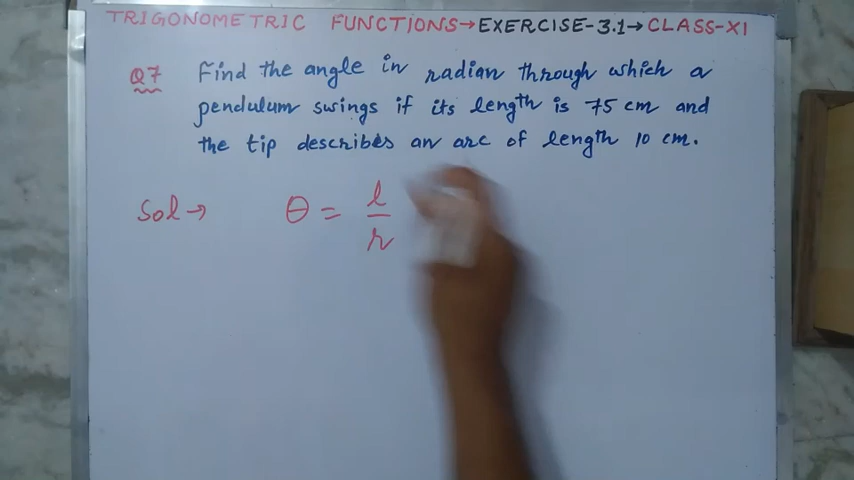 TRIGONOMETRIC FUNCTIONS→EXERCISE-3.1→CLASS-XI
Q7 Find the angle in radian through which a
pendulum swings if its length is 75 cm and
the tip describes an arc of length 10 cm.
Sol→ θ = l/r